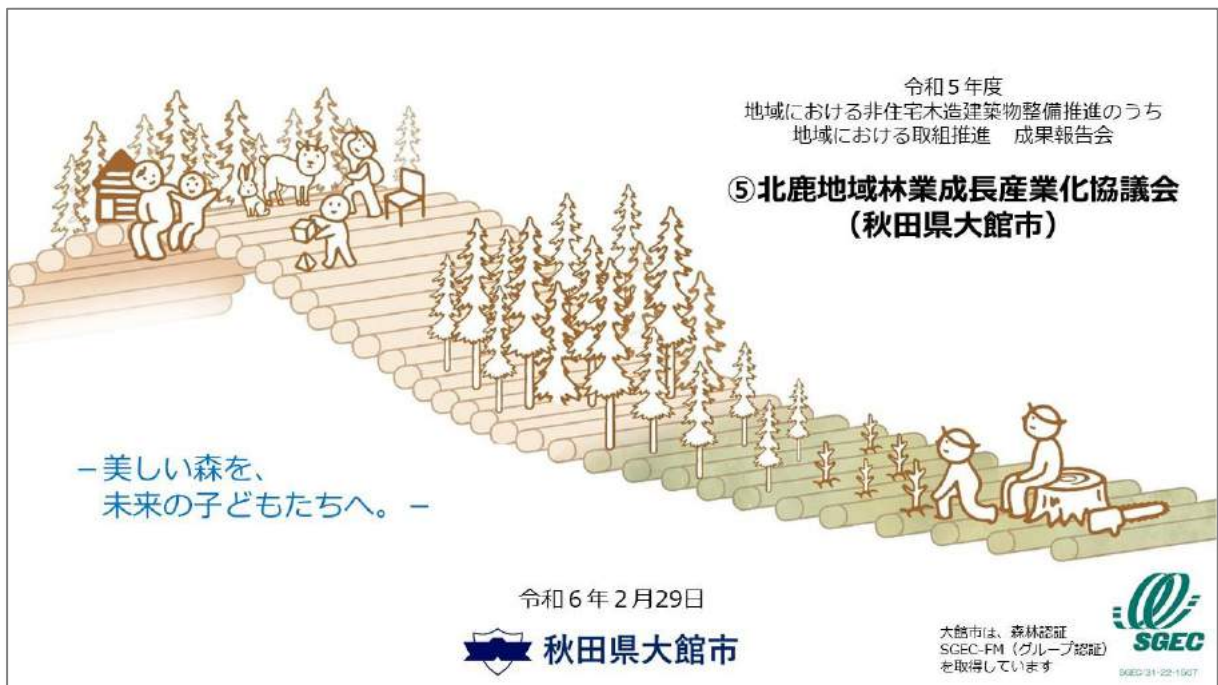 令和５年度
地域における非住宅木造建築物整備推進のうち
地域における取組推進　成果報告会
⑤北鹿地域林業成長産業化協議会
（秋田県大館市）
－美しい森を、
未来の子どもたちへ。－
令和６年２月29日
秋田県大館市
大館市は、森林認証
SGEC-FM（グループ認証）
を取得しています
SGEC
SGEC/31-22-1507